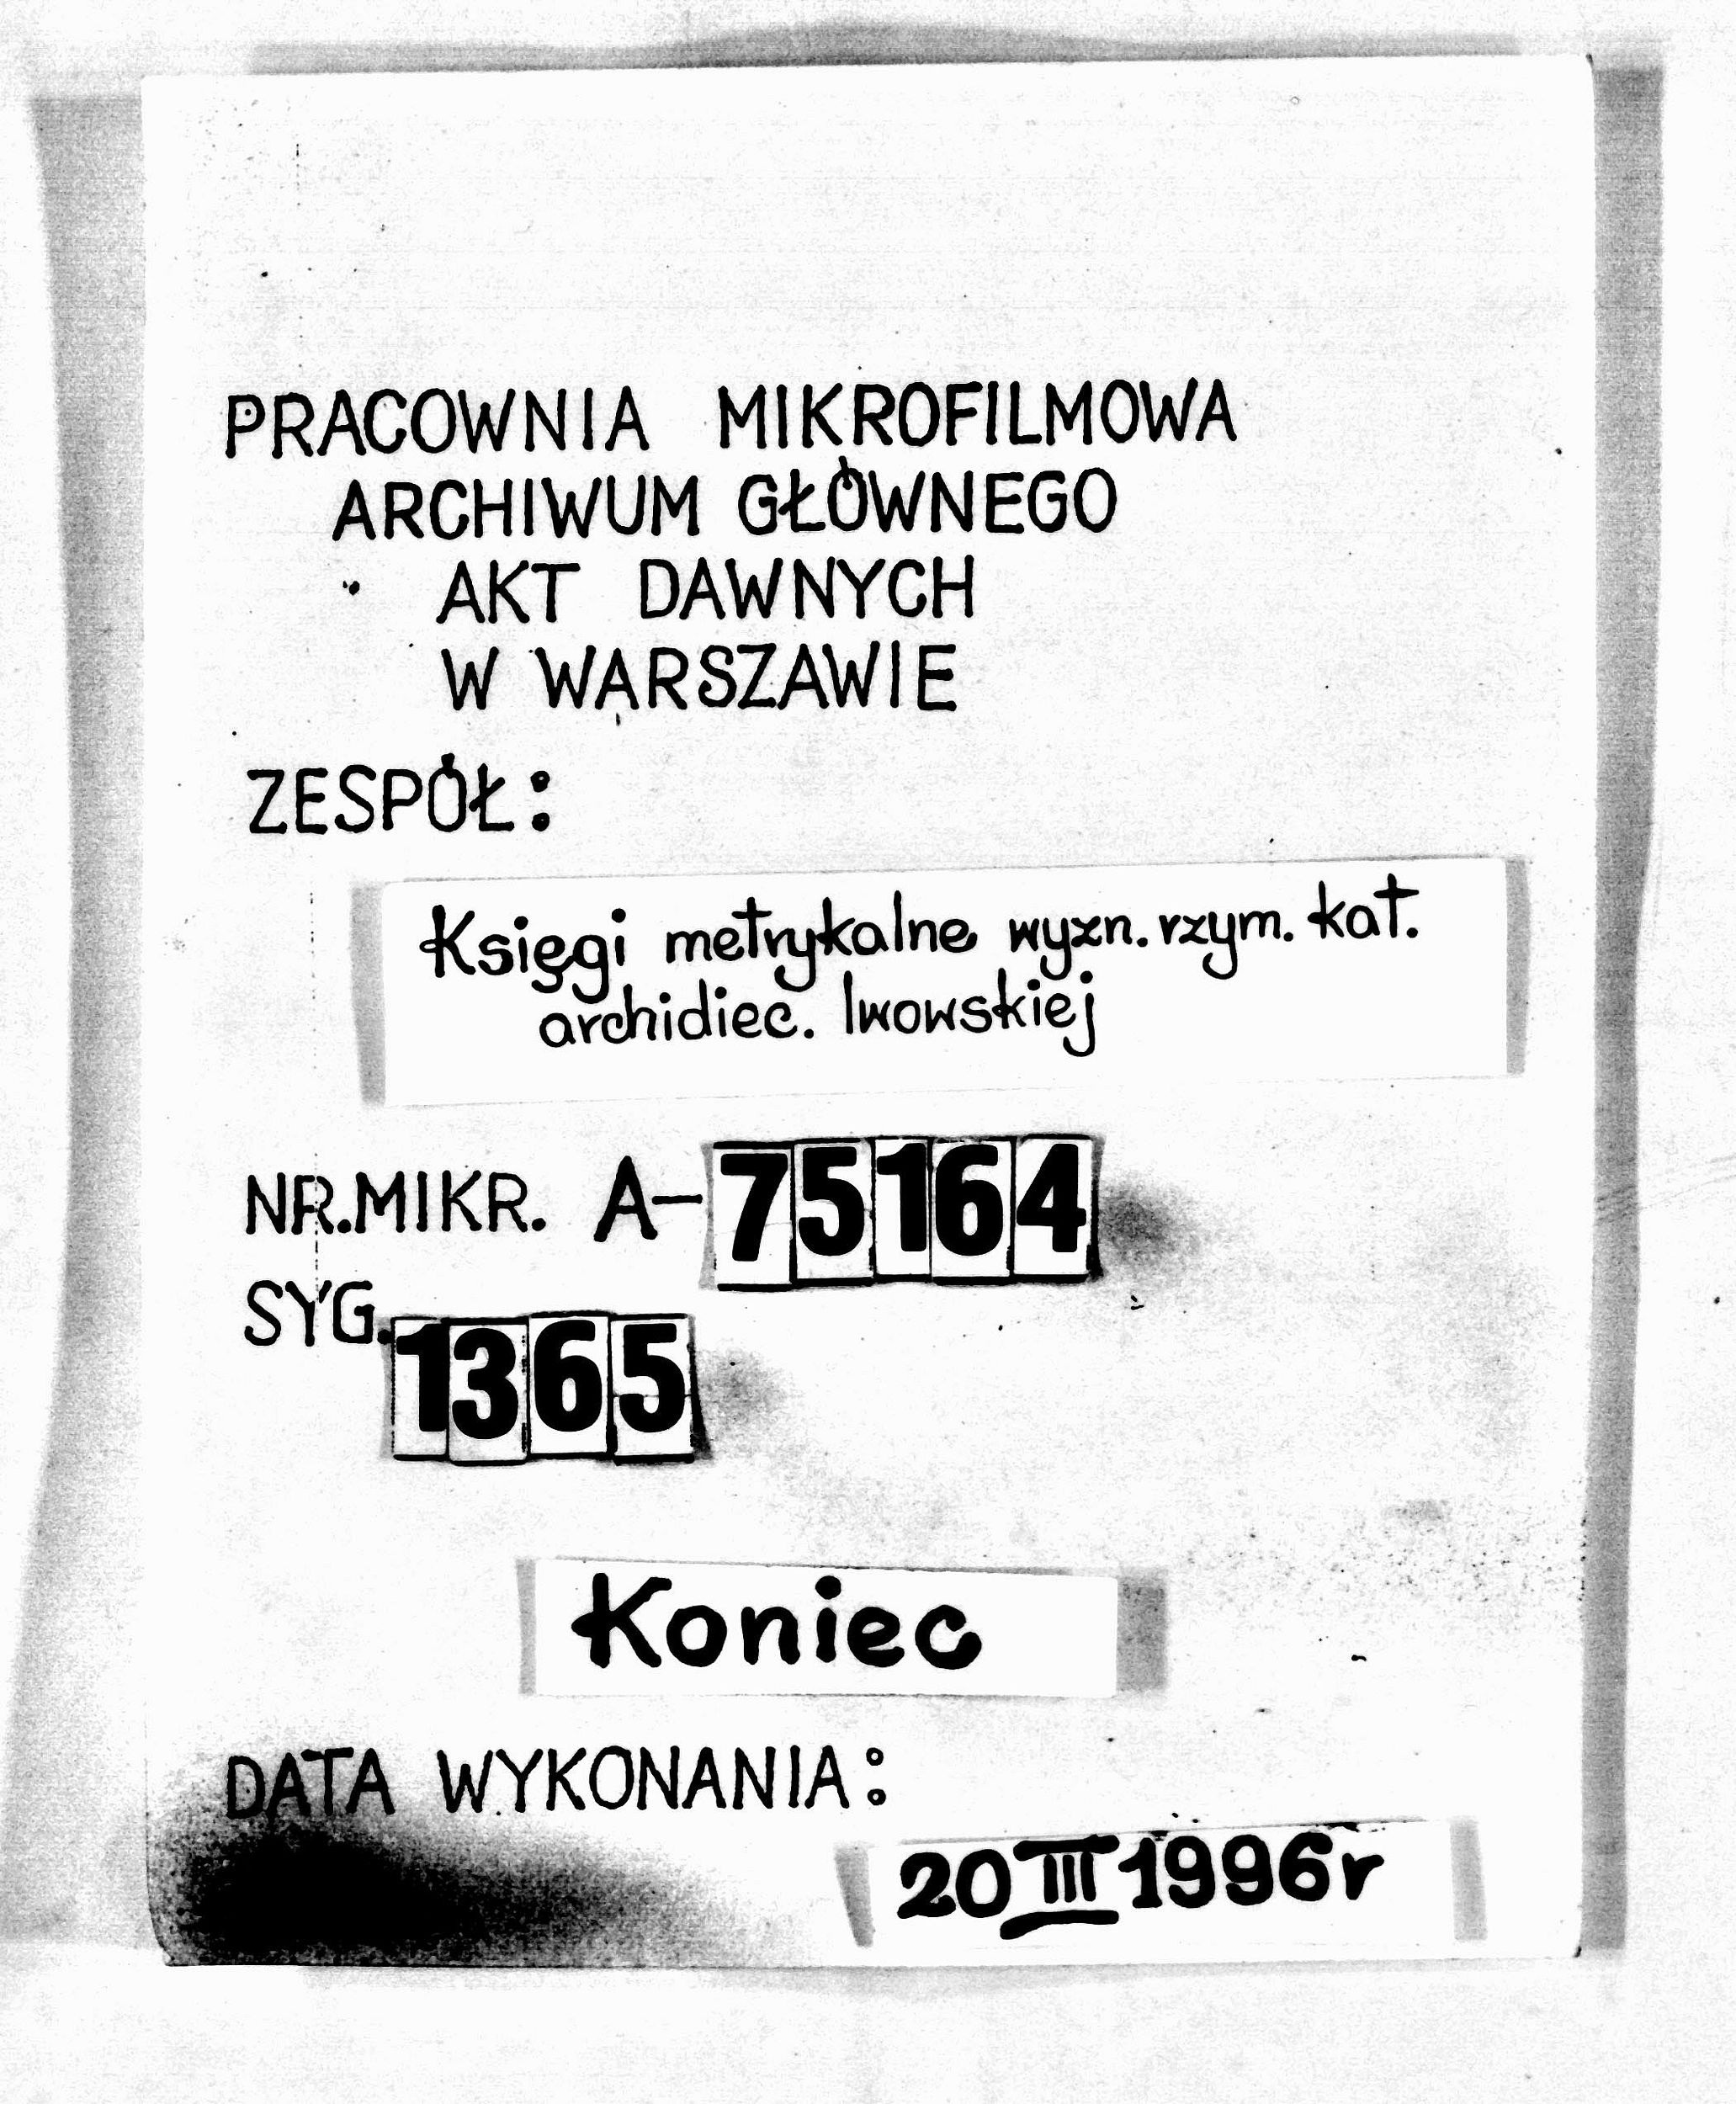 PRACOWNIA MIKROFILMOWA
ARCHIWUM GŁÓWNEGO
AKT DAWNYCH
W WARSZAWIE
ZESPÓŁ:
Księgi metrykalne wyzn. rzym. kat.
archidiec. lwowskiej
NR.MIKR. A-75164
SYG. 1365
Koniec
DATA WYKONANIA:
20 III 1996r